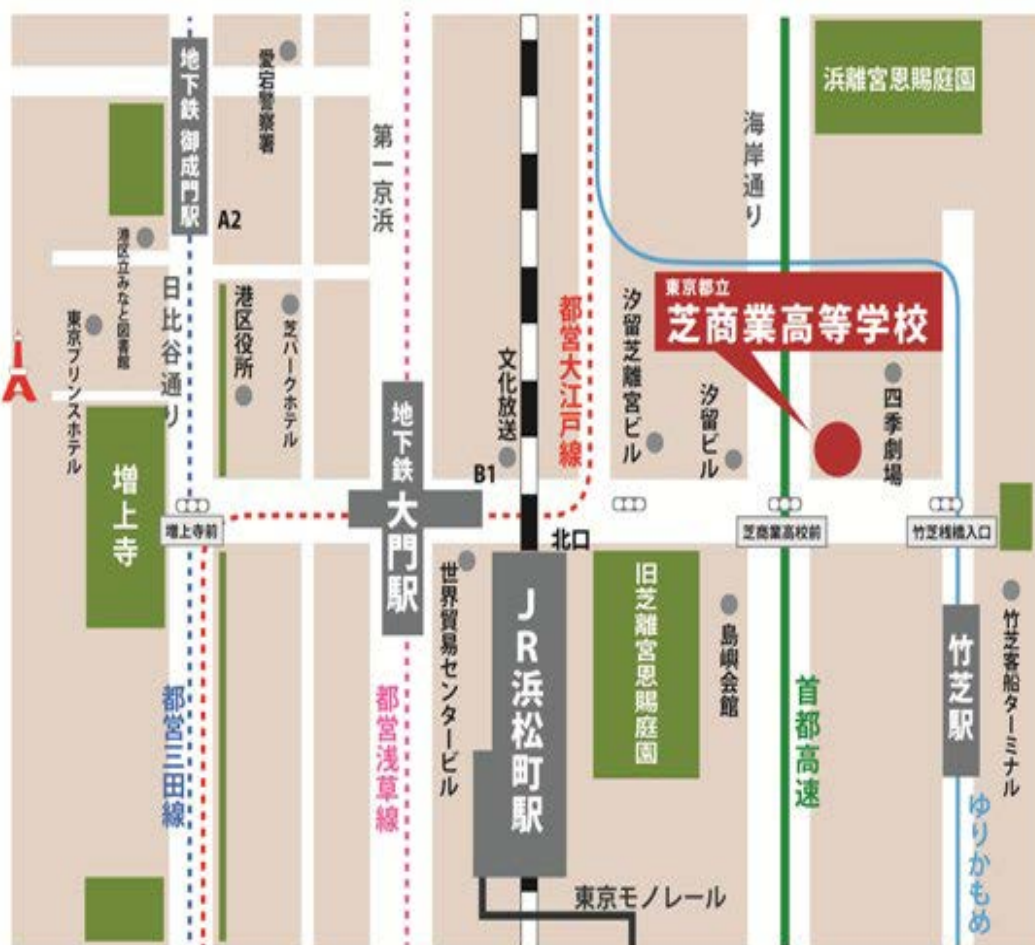 地下鉄 御成門駅
愛宕警察署
A2
第一京浜
海岸通り
浜離宮恩賜庭園
港区立みなと図書館
東京プリンスホテル
日比谷通り
港区役所
芝パークホテル
文化放送
都営大江戸線
汐留芝離宮ビル
汐留ビル
東京都立
芝商業高等学校
四季劇場
増上寺
増上寺前
地下鉄 大門駅
B1
北口
芝商業高校前
竹芝桟橋入口
世界貿易センタービル
JR浜松町駅
旧芝離宮恩賜庭園
島嶼会館
首都高速
竹芝駅
竹芝客船ターミナル
都営三田線
都営浅草線
東京モノレール
ゆりかもめ